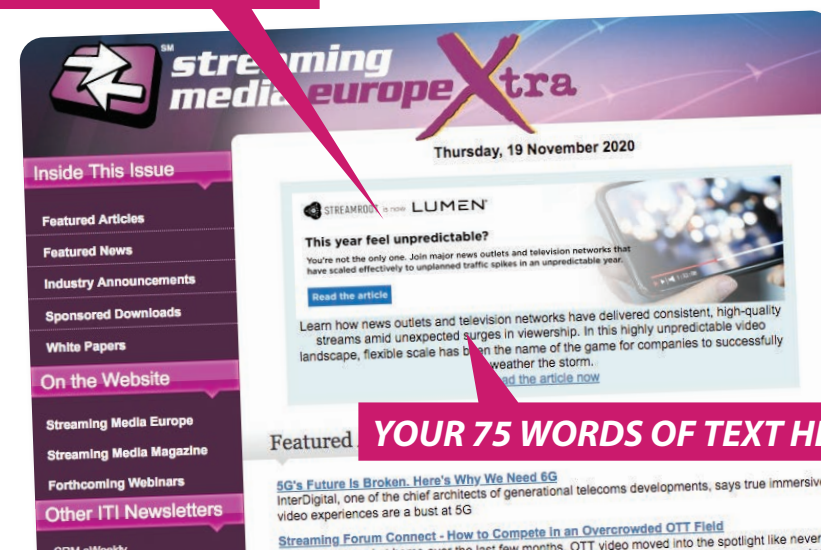 SM
streaming
media europe Xtra
Thursday, 19 November 2020
Inside This Issue
Featured Articles
Featured News
Industry Announcements
Sponsored Downloads
White Papers
On the Website
Streaming Media Europe
Streaming Media Magazine
Forthcoming Webinars
Other ITI Newsletters
STREAMROOT is now LUMEN
This year feel unpredictable?
You're not the only one. Join major news outlets and television networks that
have scaled effectively to unplanned traffic spikes in an unpredictable year.
Read the article
Learn how news outlets and television networks have delivered consistent, high-quality
streams amid unexpected surges in viewership. In this highly unpredictable video
landscape, flexible scale has been the name of the game for companies to successfully
weather the storm.
the article now
YOUR 75 WORDS OF TEXT
Featured
5G's Future Is Broken. Here's Why We Need 6G
InterDigital, one of the chief architects of generational telecoms developments, says true immersive
video experiences are a bust at 5G
Streaming Forum Connect - How to Compete in an Overcrowded OTT Field
home over the last few months, OTT video moved into the spotlight like never